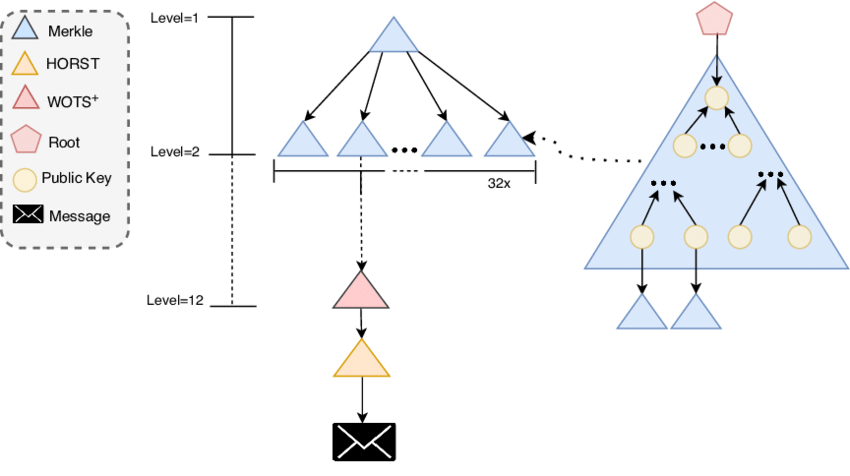 Merkle
HORST
WOTS+
Root
Public Key
Message
Level=1
Level=2
32x
Level=12